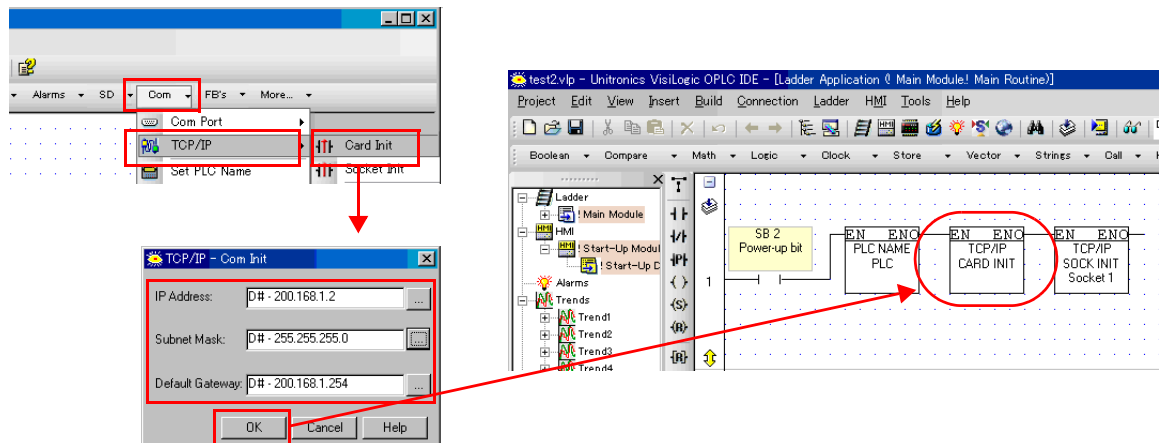 Alarms SD Com FB's More...
Com Port
TCP/IP Card Init
Set PLC Name Socket Init
TCP/IP - Com Init
IP Address: D# - 200.168.1.2 ...
Subnet Mask: D# - 255.255.255.0 ...
Default Gateway: D# - 200.168.1.254 ...
OK Cancel Help
test2.vlp - Unitronics VisiLogic OPLC IDE - [Ladder Application (! Main Module! Main Routine)]
Project Edit View Insert Build Connection Ladder HMI Tools Help
Boolean Compare Math Logic Clock Store Vector Strings Call
Ladder
! Main Module
HMI
! Start-Up Modul
! Start-Up D
Alarms
Trends
Trend1
Trend2
Trend3
Trend4
SB 2
Power-up bit
1
EN ENO
PLC NAME
PLC
EN ENO
TCP/IP
CARD INIT
EN ENO
TCP/IP
SOCK INIT
Socket 1